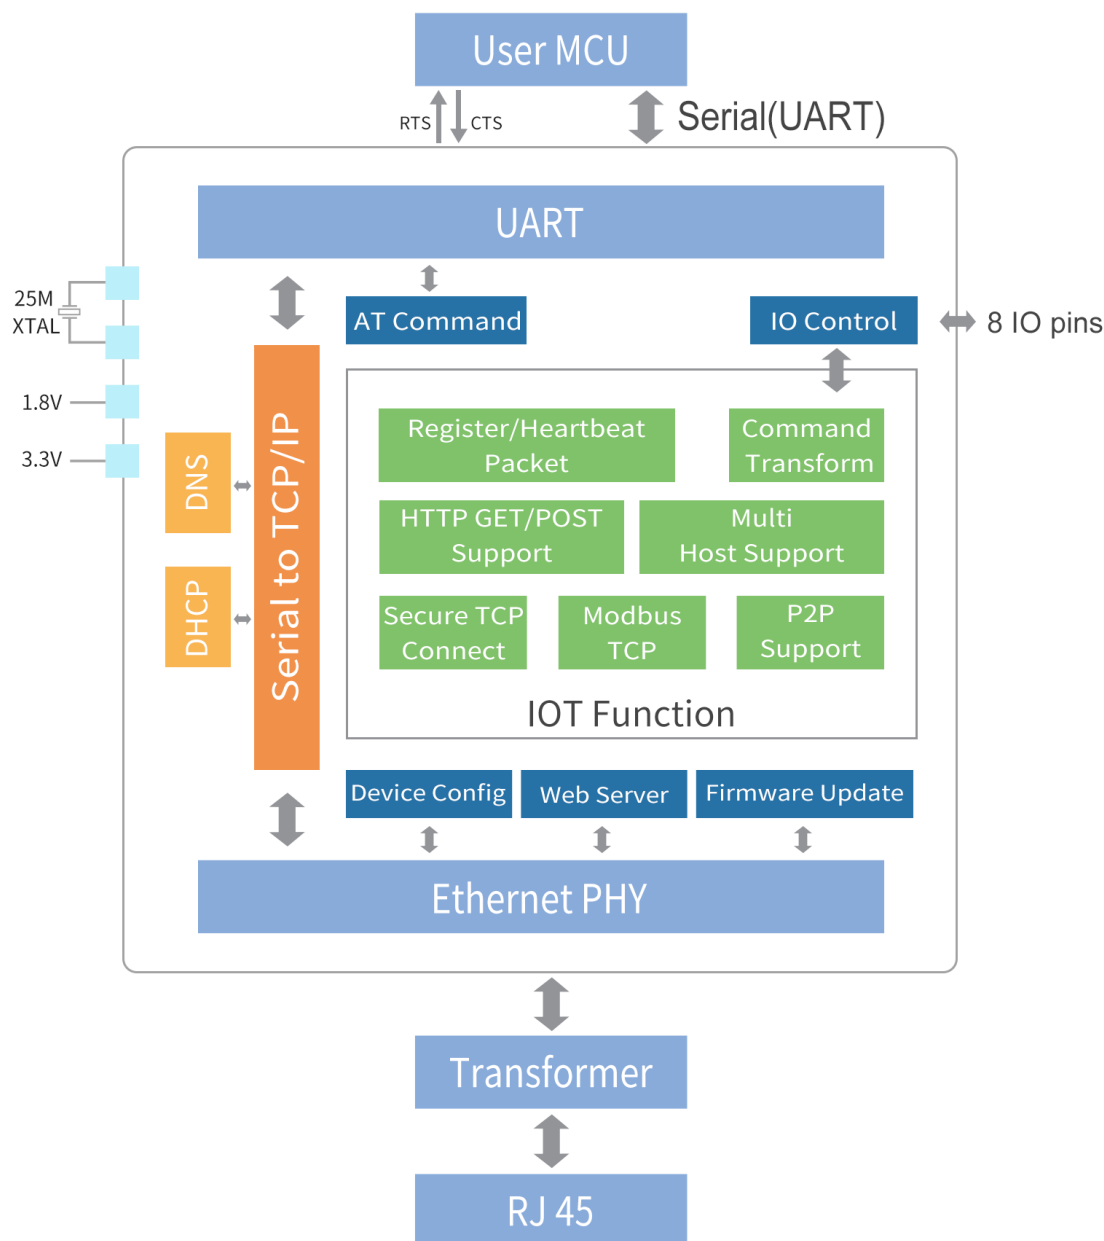 User MCU
RTS
CTS
Serial(UART)
UART
25M
XTAL
AT Command
IO Control
8 IO pins
1.8V
3.3V
DNS
DHCP
Serial to TCP/IP
Register/Heartbeat
Packet
Command
Transform
HTTP GET/POST
Support
Multi
Host Support
Secure TCP
Connect
Modbus
TCP
P2P
Support
IOT Function
Device Config
Web Server
Firmware Update
Ethernet PHY
Transformer
RJ 45